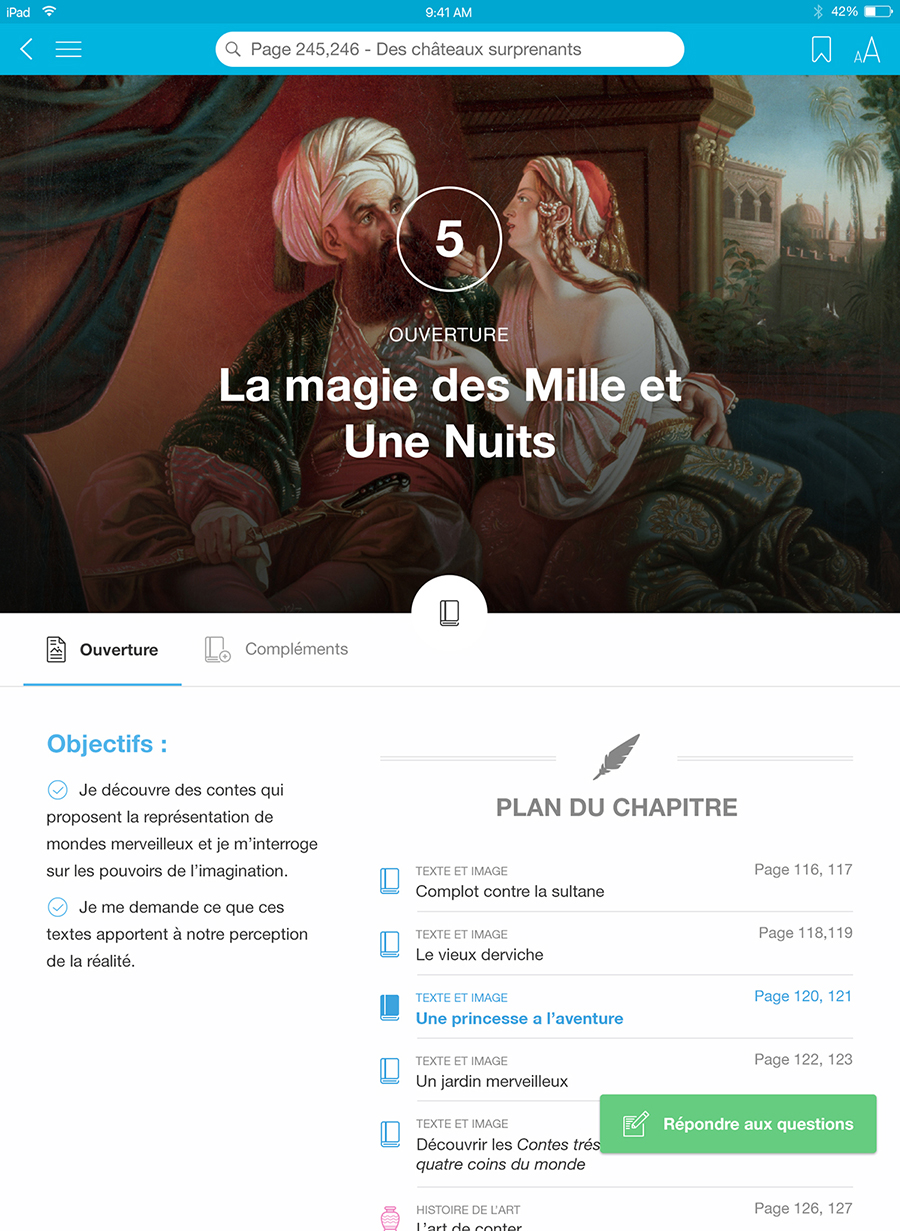 iPad 9:41 AM 42%
Page 245,246 - Des châteaux surprenants
AA
5
OUVERTURE
La magie des Mille et
Une Nuits
Ouverture Compléments
Objectifs :
Je découvre des contes qui
proposent la représentation de
mondes merveilleux et je m’interroge
sur les pouvoirs de l’imagination.
Je me demande ce que ces
textes apportent à notre perception
de la réalité.
PLAN DU CHAPITRE
TEXTE ET IMAGE Page 116, 117
Complot contre la sultane
TEXTE ET IMAGE Page 118,119
Le vieux derviche
TEXTE ET IMAGE Page 120, 121
Une princesse a l’aventure
TEXTE ET IMAGE Page 122, 123
Un jardin merveilleux
TEXTE ET IMAGE
Découvrir les Contes trés
quatre coins du monde
Répondre aux questions
HISTOIRE DE L’ART Page 126, 127
L’art de conter